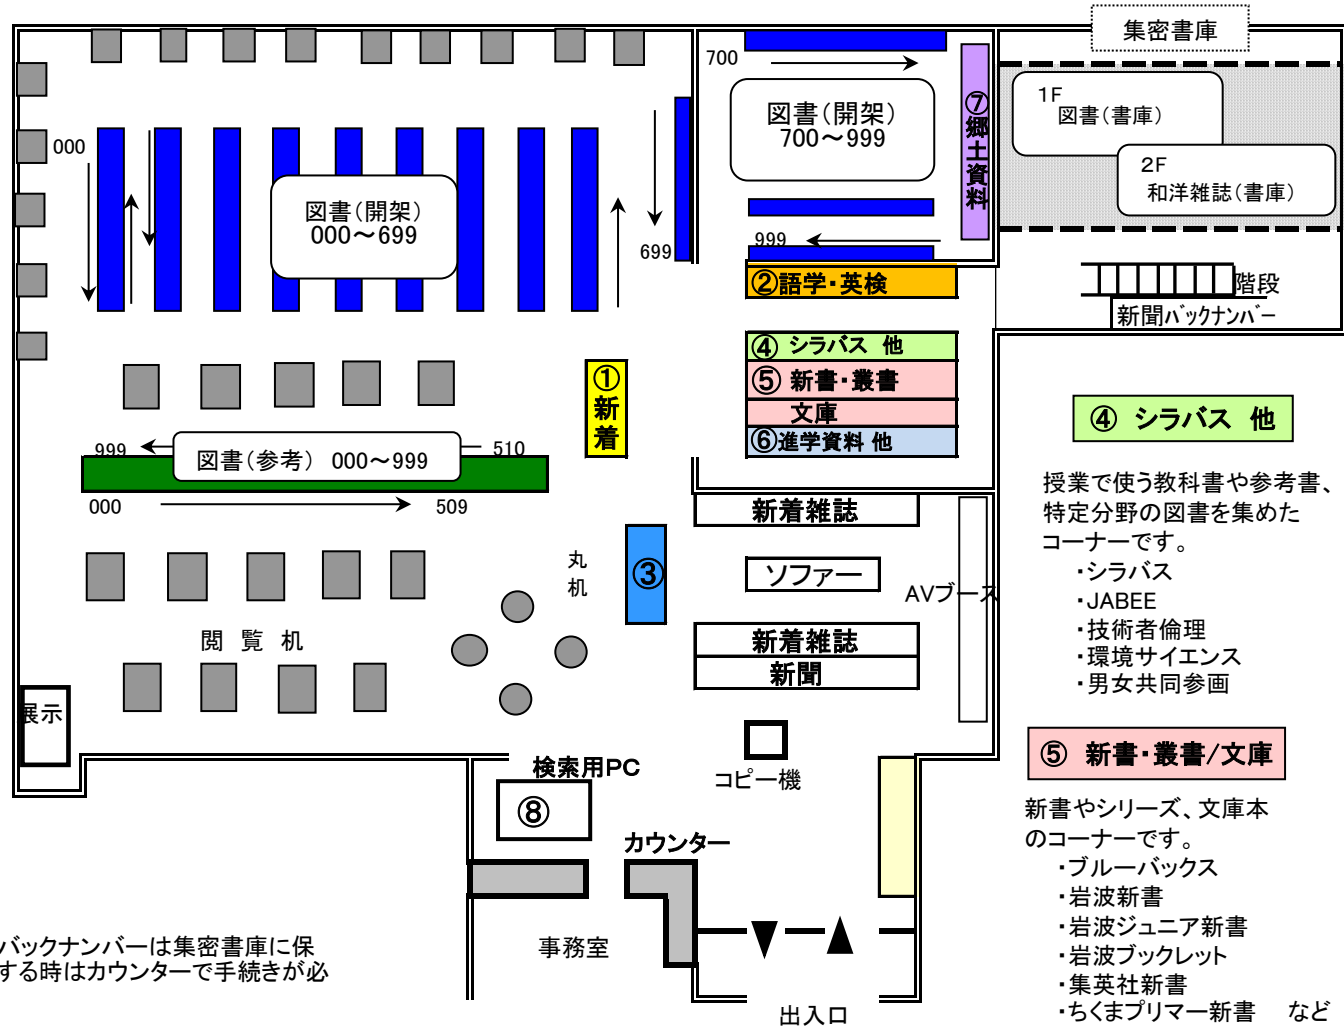 集密書庫
700
図書(開架)
700～999
⑦郷土資料
1F
図書(書庫)
2F
和洋雑誌(書庫)
000
図書(開架)
000～699
699
999
②語学・英検
階段
新聞バックナンバー
④ シラバス 他
⑤ 新書・叢書
文庫
⑥進学資料 他
①新着
999
図書(参考) 000～999
510
000
509
④ シラバス 他
授業で使う教科書や参考書、
特定分野の図書を集めた
コーナーです。
・シラバス
・JABEE
・技術者倫理
・環境サイエンス
・男女共同参画
新着雑誌
丸机
③
ソファー
AVブース
閲覧机
新着雑誌
新聞
展示
⑤ 新書・叢書/文庫
検索用PC
コピー機
⑧
カウンター
新書やシリーズ、文庫本
のコーナーです。
・ブルーバックス
・岩波新書
・岩波ジュニア新書
・岩波ブックレット
・集英社新書
・ちくまプリマー新書 など
バックナンバーは集密書庫に保
する時はカウンターで手続きが必
事務室
出入口